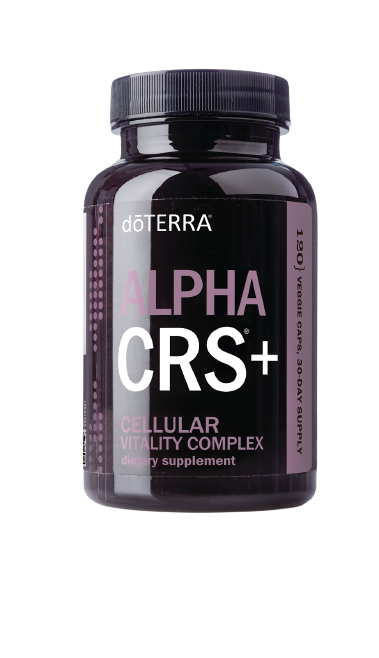 dōTERRA®
ALPHA
CRS®+
CELLULAR
VITALITY COMPLEX
dietary supplement
120} VEGGIE CAPS, 30-DAY SUPPLY